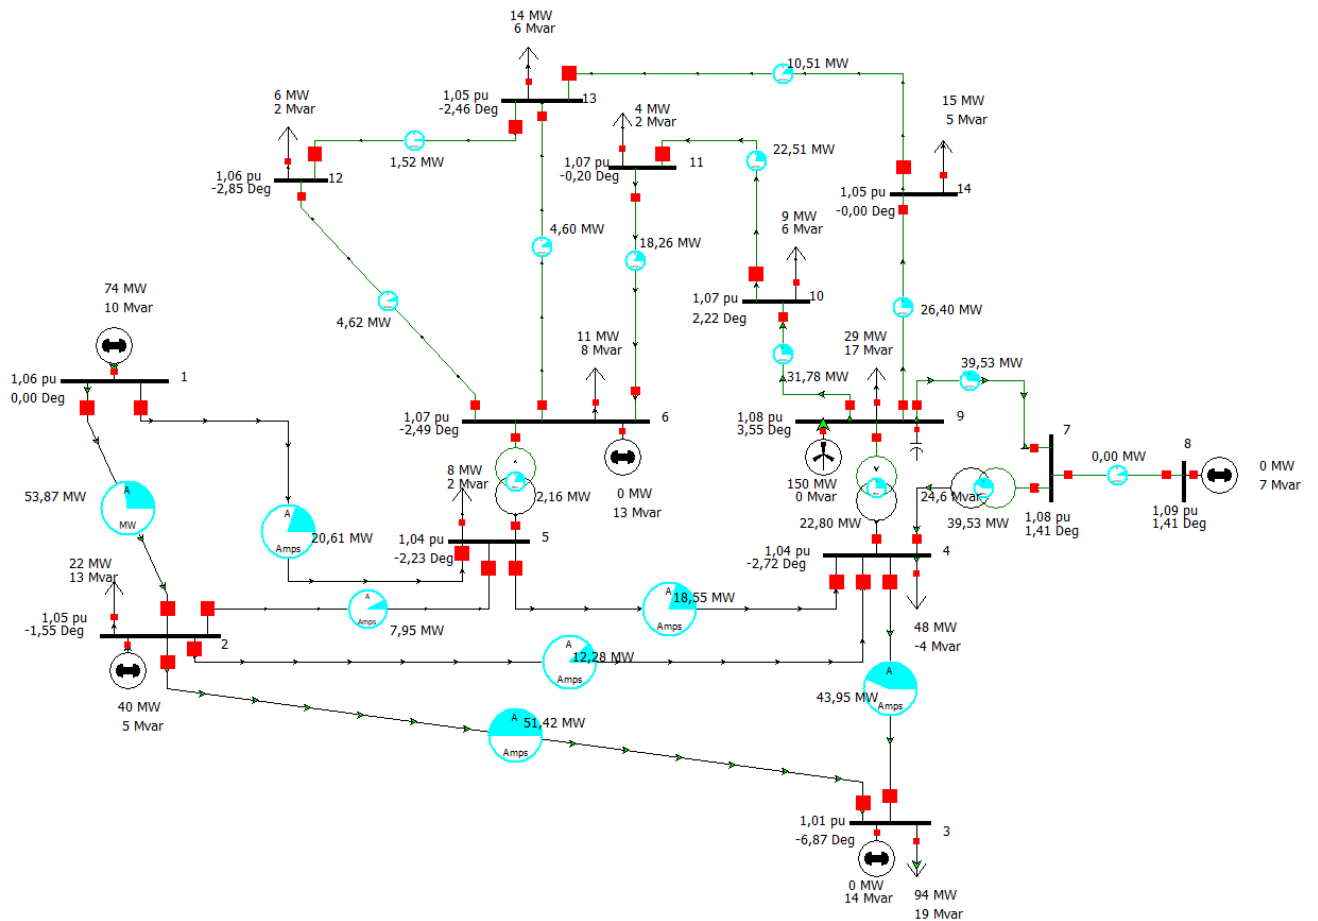 14 MW
6 Mvar
10,51 MW
1,05 pu
-2,46 Deg
13
6 MW
2 Mvar
4 MW
2 Mvar
15 MW
5 Mvar
1,52 MW
22,51 MW
1,07 pu
-0,20 Deg
11
1,06 pu
-2,85 Deg
12
1,05 pu
-0,00 Deg
14
9 MW
6 Mvar
4,60 MW
18,26 MW
74 MW
10 Mvar
1,07 pu
2,22 Deg
10
26,40 MW
4,62 MW
11 MW
8 Mvar
29 MW
17 Mvar
39,53 MW
1,06 pu
0,00 Deg
1
31,78 MW
1,07 pu
-2,49 Deg
6
1,08 pu
3,55 Deg
9
7
8
0,00 MW
8 MW
2 Mvar
2,16 MW
0 MW
13 Mvar
150 MW
0 Mvar
24,6 Mvar
0 MW
7 Mvar
53,87 MW
A
MW
A
Amps
20,61 MW
22,80 MW
39,53 MW
1,08 pu
1,41 Deg
1,09 pu
1,41 Deg
1,04 pu
-2,23 Deg
5
1,04 pu
-2,72 Deg
4
22 MW
13 Mvar
A
Amps
7,95 MW
A
Amps
18,55 MW
1,05 pu
-1,55 Deg
2
48 MW
-4 Mvar
A
Amps
12,28 MW
40 MW
5 Mvar
A
Amps
43,95 MW
A
Amps
51,42 MW
1,01 pu
-6,87 Deg
3
0 MW
14 Mvar
94 MW
19 Mvar